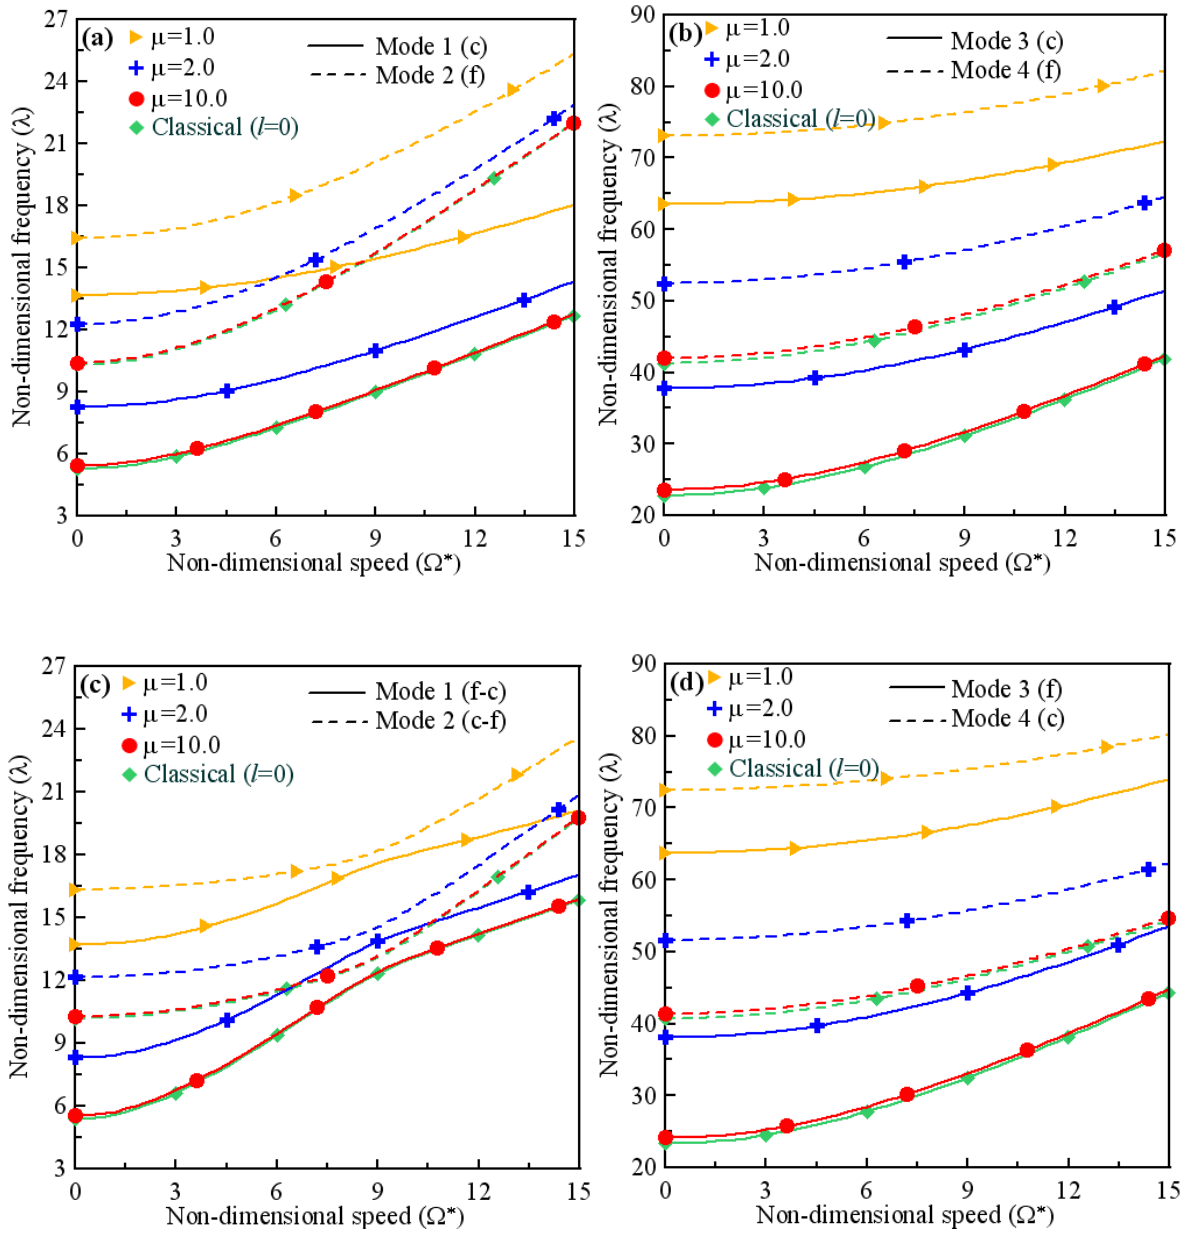 (a)
μ=1.0
μ=2.0
μ=10.0
Classical (l=0)
Mode 1 (c)
Mode 2 (f)
27
24
21
18
15
12
9
6
3
0
3
6
9
12
15
Non-dimensional frequency (λ)
Non-dimensional speed (Ω*)
(b)
μ=1.0
μ=2.0
μ=10.0
Classical (l=0)
Mode 3 (c)
Mode 4 (f)
90
80
70
60
50
40
30
20
0
3
6
9
12
15
Non-dimensional frequency (λ)
Non-dimensional speed (Ω*)
(c)
μ=1.0
μ=2.0
μ=10.0
Classical (l=0)
Mode 1 (f-c)
Mode 2 (c-f)
27
24
21
18
15
12
9
6
3
0
3
6
9
12
15
Non-dimensional frequency (λ)
Non-dimensional speed (Ω*)
(d)
μ=1.0
μ=2.0
μ=10.0
Classical (l=0)
Mode 3 (f)
Mode 4 (c)
90
80
70
60
50
40
30
20
0
3
6
9
12
15
Non-dimensional frequency (λ)
Non-dimensional speed (Ω*)